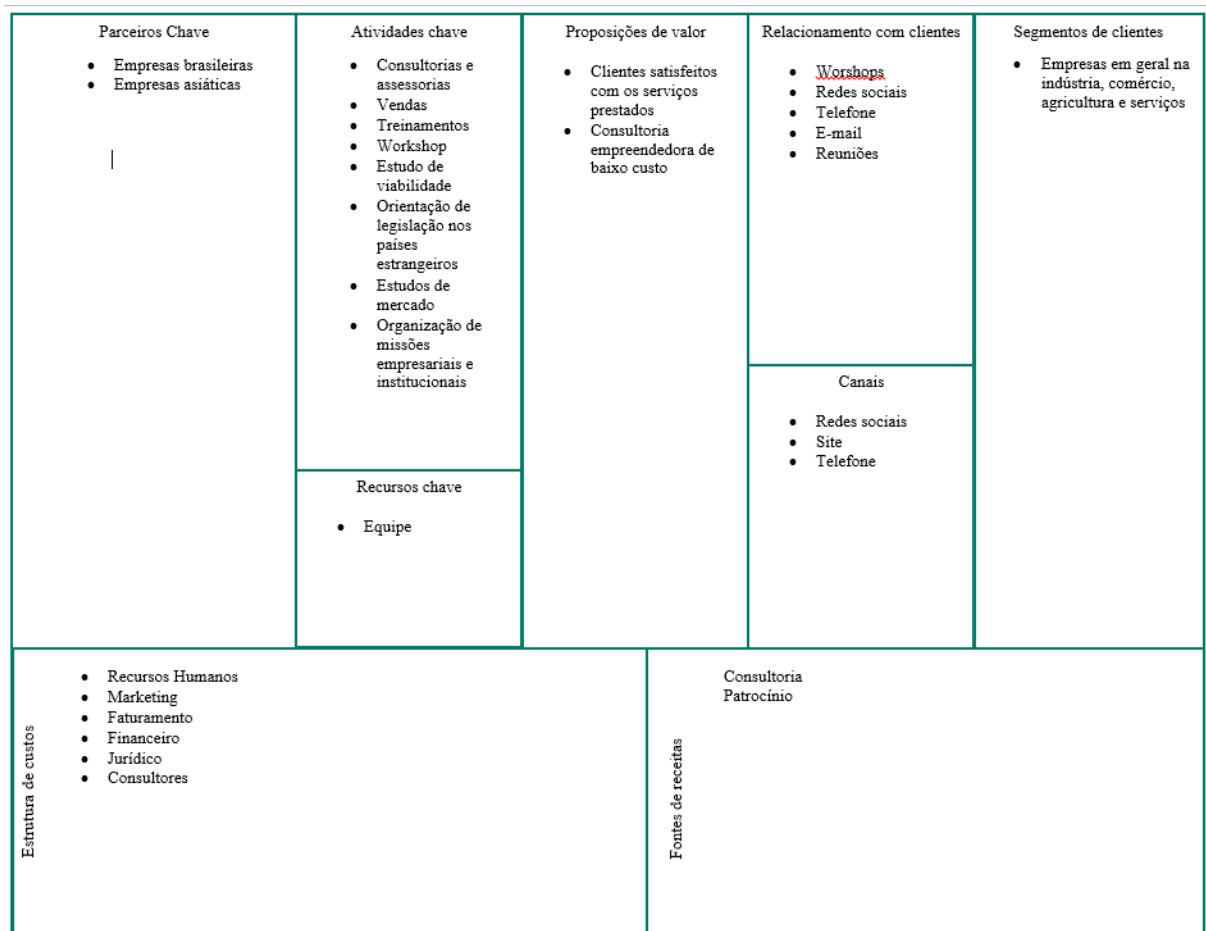 Parceiros Chave
• Empresas brasileiras
• Empresas asiáticas
Atividades chave
• Consultorias e
assessorias
• Vendas
• Treinamentos
• Workshop
• Estudo de
viabilidade
• Orientação de
legislação nos
países
estrangeiros
• Estudos de
mercado
• Organização de
missões
empresariais e
institucionais
Recursos chave
• Equipe
Proposições de valor
• Clientes satisfeitos
com os serviços
prestados
• Consultoria
empreendedora de
baixo custo
Relacionamento com clientes
• Worshops
• Redes sociais
• Telefone
• E-mail
• Reuniões
Canais
• Redes sociais
• Site
• Telefone
Segmentos de clientes
• Empresas em geral na
indústria, comércio,
agricultura e serviços
Estrutura de custos
• Recursos Humanos
• Marketing
• Faturamento
• Financeiro
• Jurídico
• Consultores
Fontes de receitas
Consultoria
Patrocínio